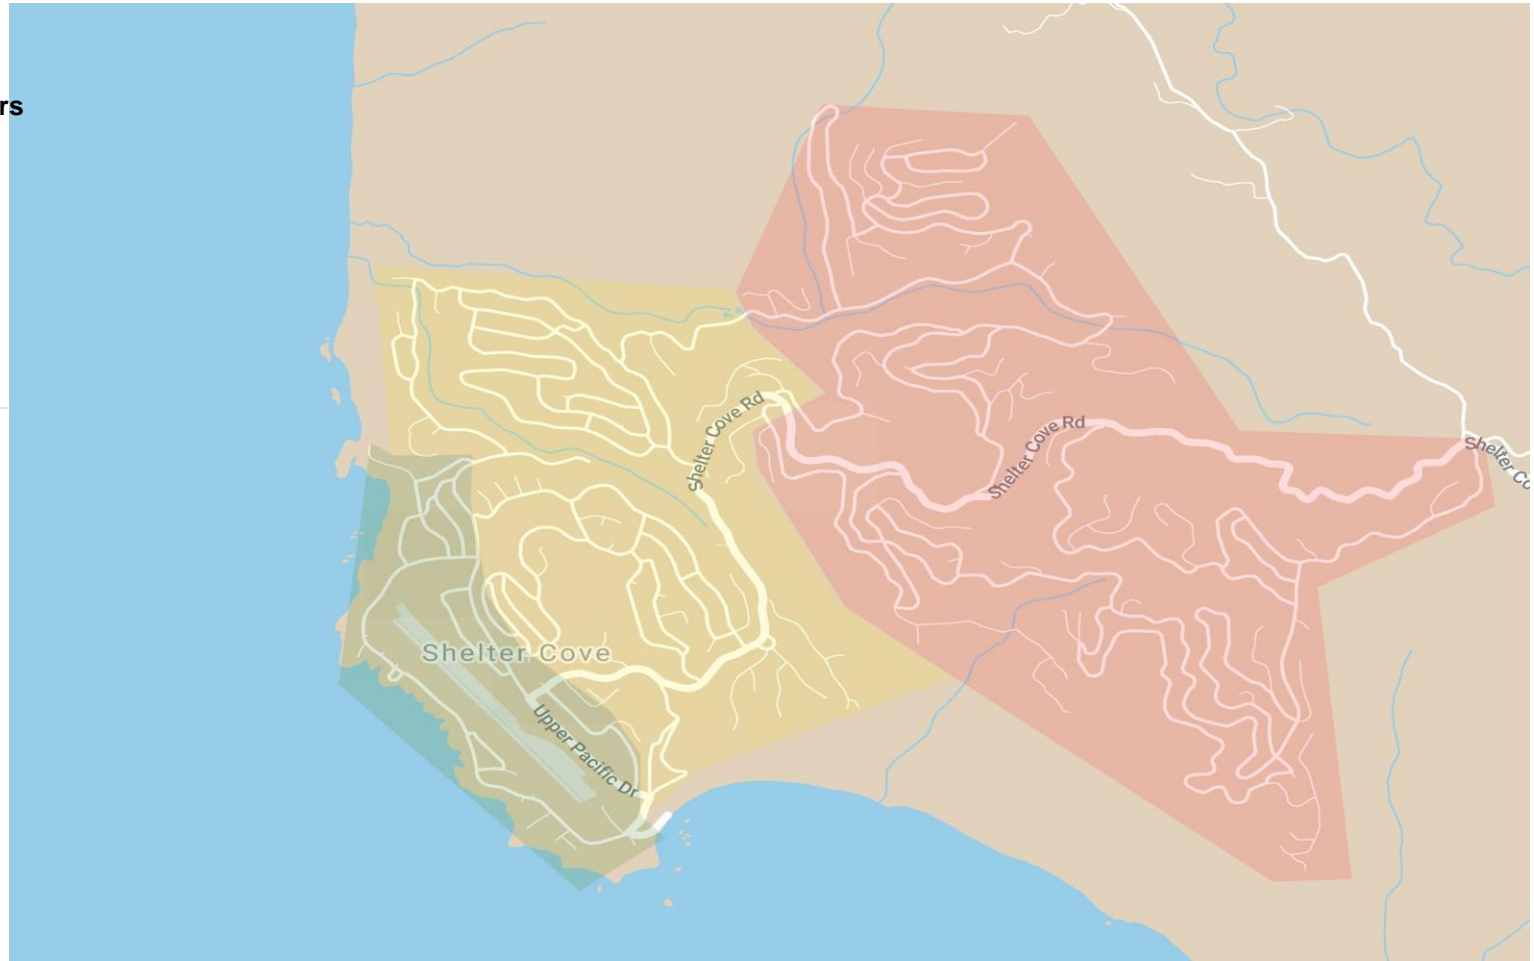 rs
Shelter Cove Rd
Shelter Cove Rd
Shelter Co
Shelter Cove
Upper Pacific Dr